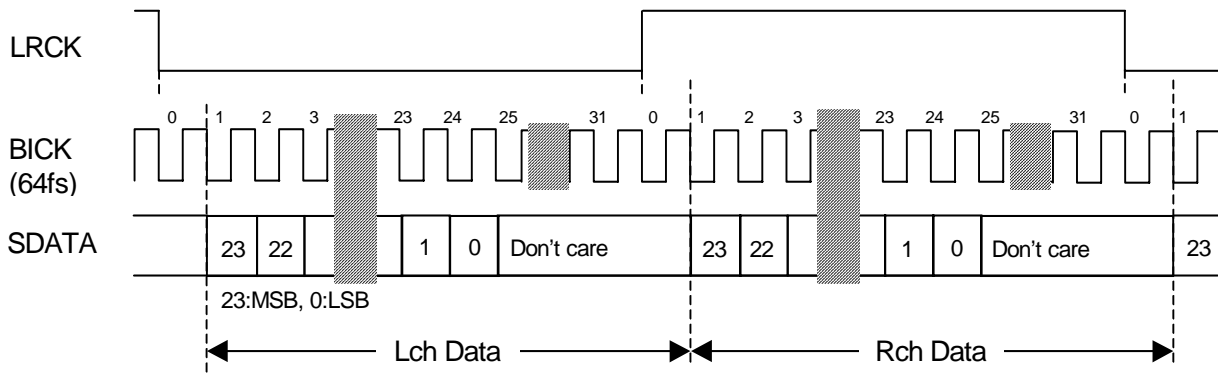 LRCK
0 1 2 3 23 24 25 31 0 1 2 3 23 24 25 31 0 1
BICK
(64fs)
SDATA 23 22 1 0 Don't care 23 22 1 0 Don't care 23
23:MSB, 0:LSB
Lch Data Rch Data